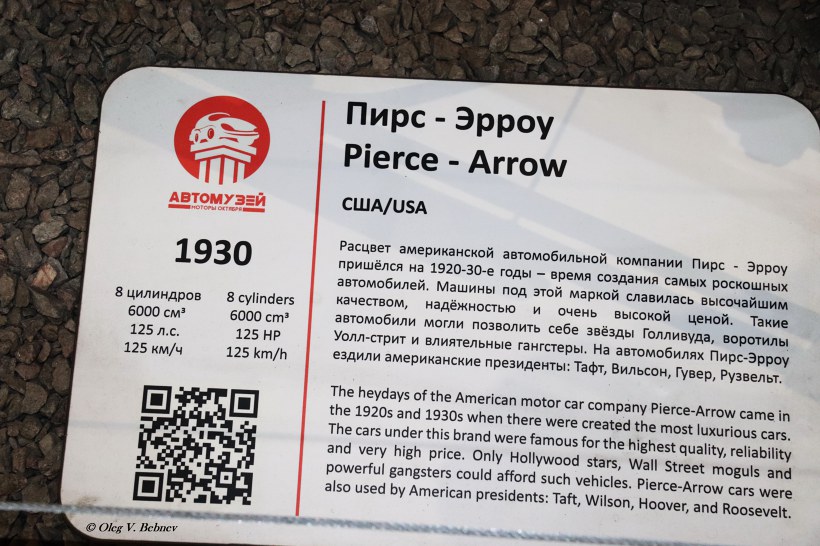 АВТОМУЗЕЙ
МОТОРЫ ОКТЯБРЯ
1930
8 цилиндров
6000 см³
125 л.с.
125 км/ч
8 cylinders
6000 cm³
125 HP
125 km/h
Пирс - Эрроу
Pierce - Arrow
США/USA
Расцвет американской автомобильной компании Пирс - Эрроу
пришёлся на 1920-30-е годы – время создания самых роскошных
автомобилей. Машины под этой маркой славилась высочайшим
качеством, надёжностью и очень высокой ценой. Такие
автомобили могли позволить себе звёзды Голливуда, воротилы
Уолл-стрит и влиятельные гангстеры. На автомобилях Пирс-Эрроу
ездили американские президенты: Тафт, Вильсон, Гувер, Рузвельт.
The heydays of the American motor car company Pierce-Arrow came in
the 1920s and 1930s when there were created the most luxurious cars.
The cars under this brand were famous for the highest quality, reliability
and very high price. Only Hollywood stars, Wall Street moguls and
powerful gangsters could afford such vehicles. Pierce-Arrow cars were
also used by American presidents: Taft, Wilson, Hoover, and Roosevelt.
© Oleg V. Bebnev